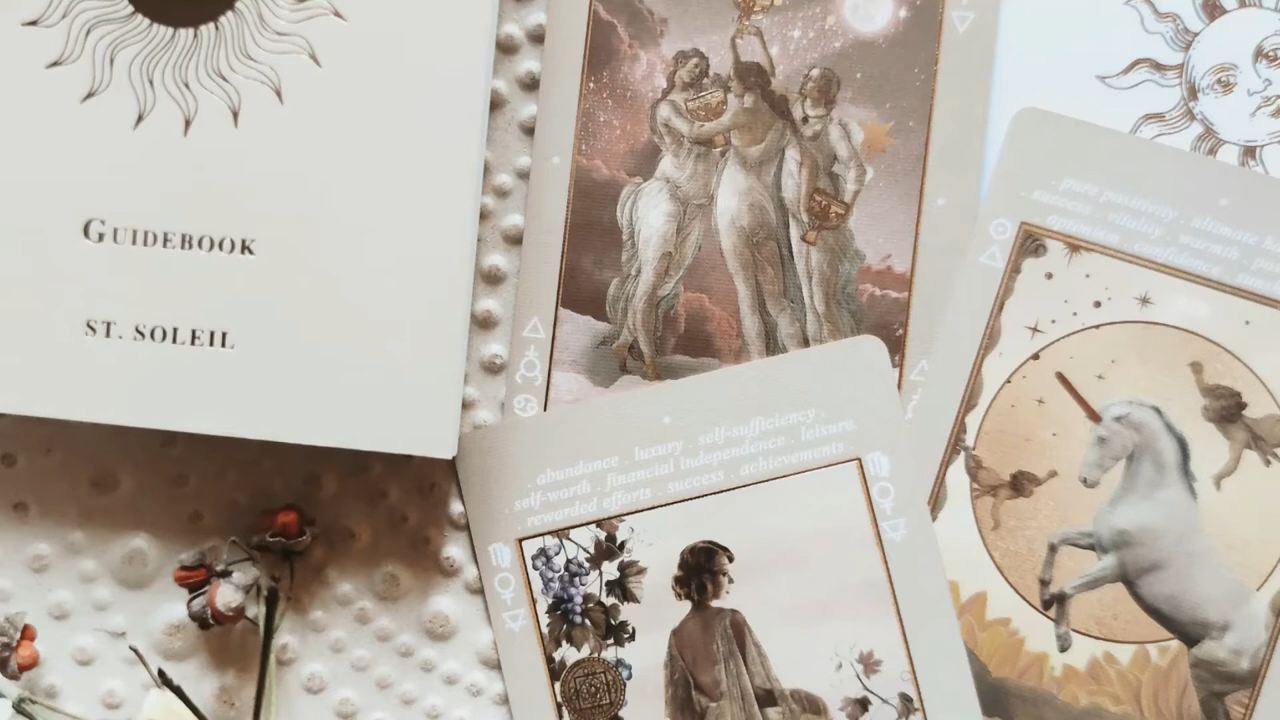 GUIDEBOOK
ST. SOLEIL
. abundance . luxury . self-sufficiency .
. self-worth . financial independence . leisure .
. rewarded efforts . success . achievements .
. pure positivity . ultimate
success . vitality . warmth
optimism . confidence .